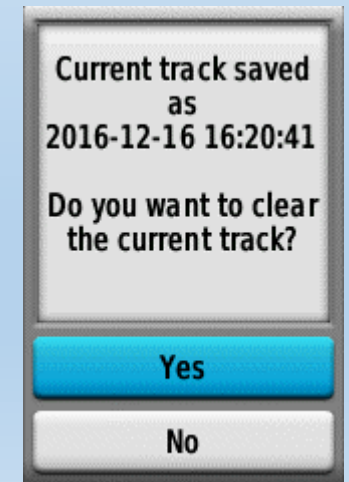 Current track saved
as
2016-12-16 16:20:41
Do you want to clear
the current track?
Yes
No